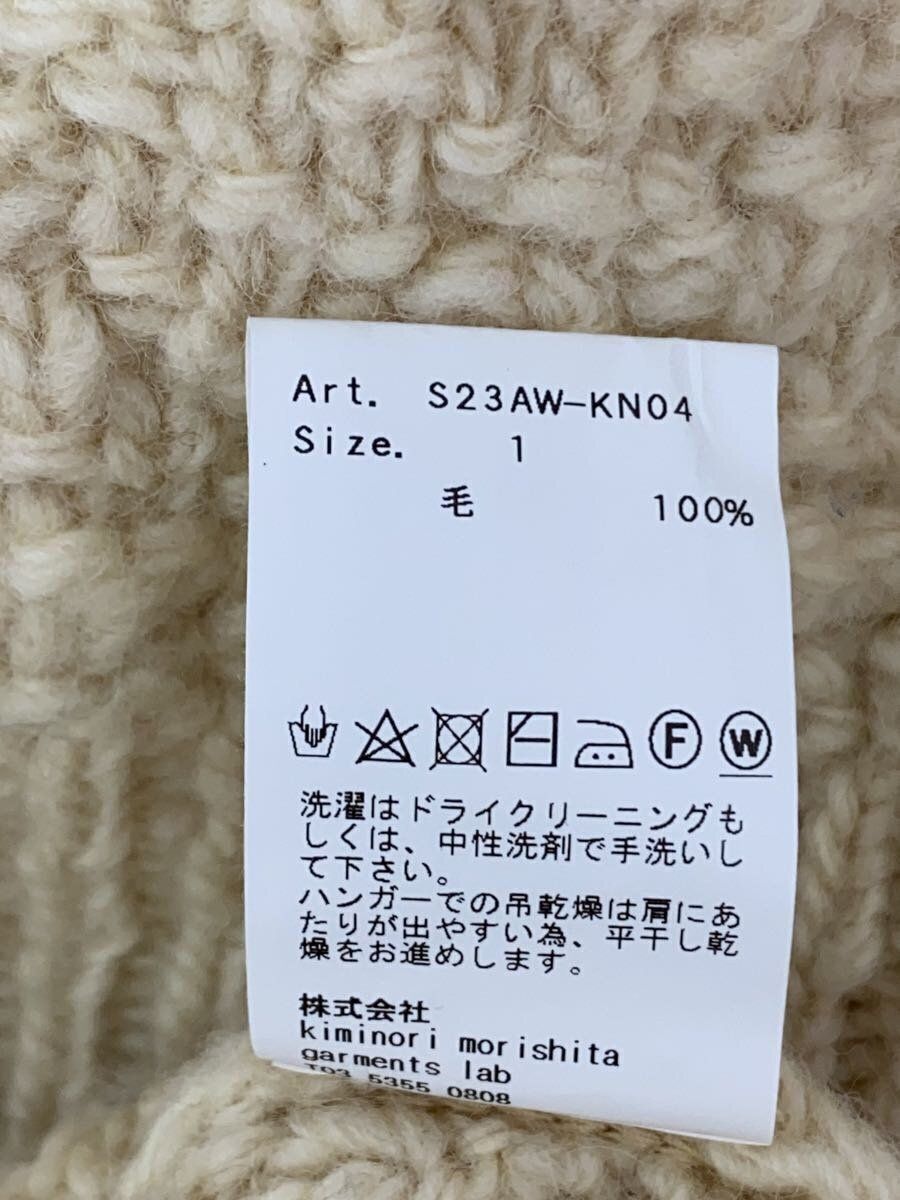 Art. S23AW-KN04
Size. 1
毛 100%
F W
洗濯はドライクリーニングも
しくは、中性洗剤で手洗いし
て下さい。
ハンガーでの吊乾燥は肩にあ
たりが出やすい為、平干し乾
燥をお進めします。
株式会社
kiminori morishita
garments lab
T03 5355 0808